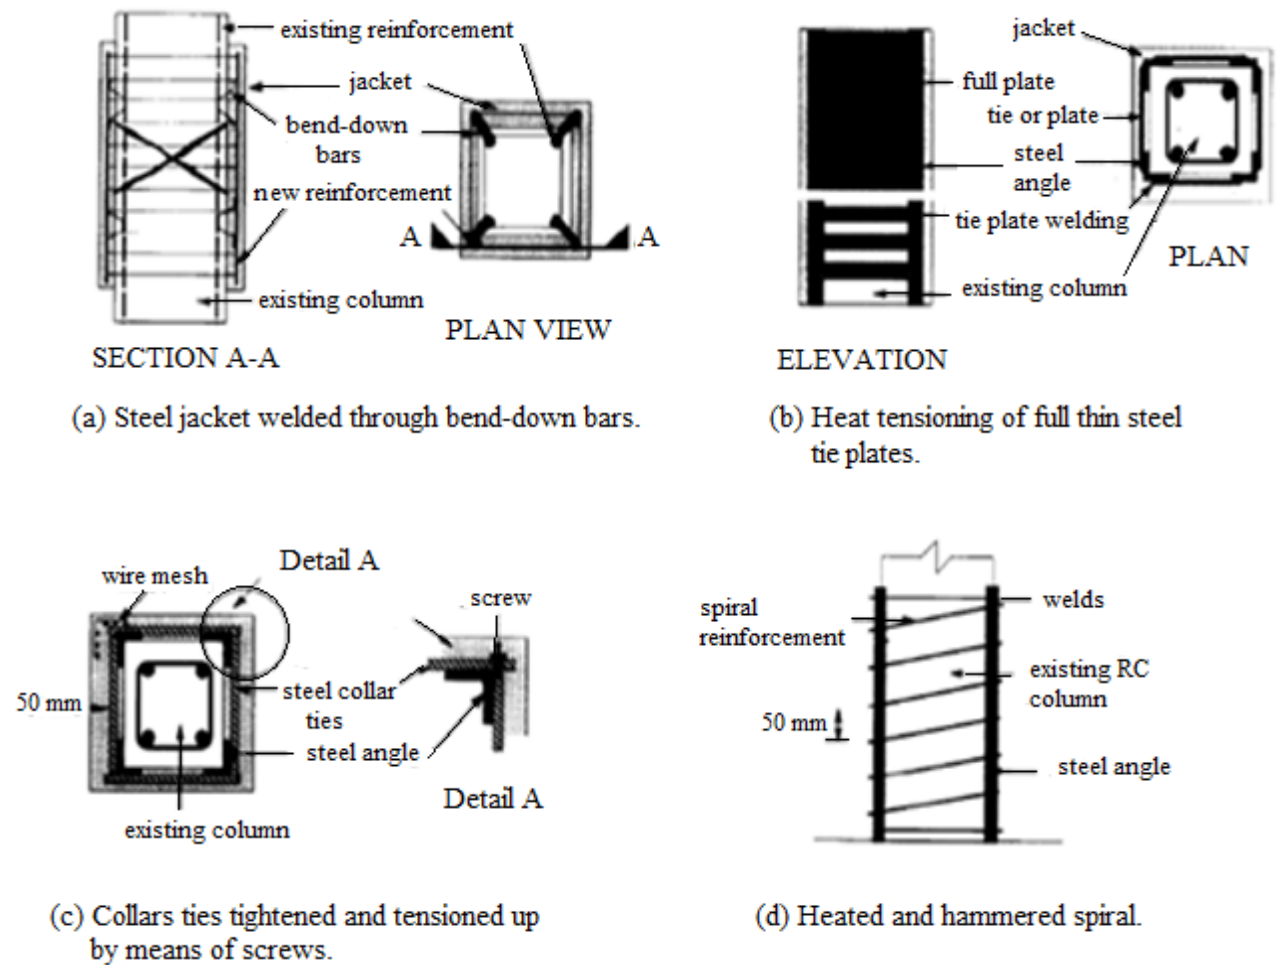 existing reinforcement
jacket
bend-down
bars
new reinforcement
A
A
existing column
PLAN VIEW
SECTION A-A
(a) Steel jacket welded through bend-down bars.
jacket
full plate
tie or plate
steel
angle
tie plate welding
PLAN
existing column
ELEVATION
(b) Heat tensioning of full thin steel
tie plates.
Detail A
wire mesh
screw
50 mm
steel collar
ties
steel angle
Detail A
existing column
(c) Collars ties tightened and tensioned up
by means of screws.
welds
spiral
reinforcement
existing RC
column
50 mm
steel angle
(d) Heated and hammered spiral.